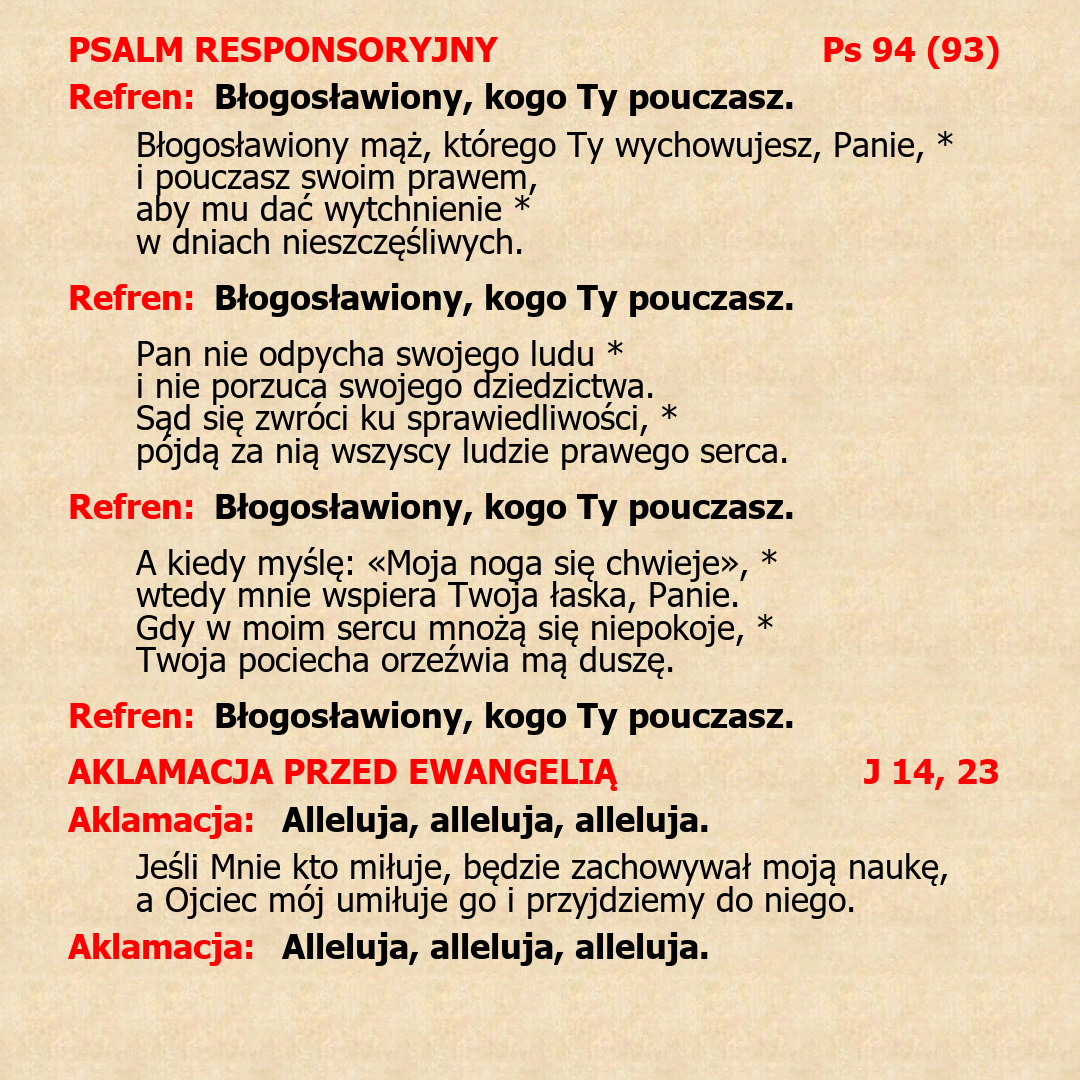 PSALM RESPONSORYJNY Ps 94 (93)
Refren: Błogosławiony, kogo Ty pouczasz.
Błogosławiony mąż, którego Ty wychowujesz, Panie, *
i pouczasz swoim prawem,
aby mu dać wytchnienie *
w dniach nieszczęśliwych.
Refren: Błogosławiony, kogo Ty pouczasz.
Pan nie odpycha swojego ludu *
i nie porzuca swojego dziedzictwa.
Sąd się zwróci ku sprawiedliwości, *
pójdą za nią wszyscy ludzie prawego serca.
Refren: Błogosławiony, kogo Ty pouczasz.
A kiedy myślę: «Moja noga się chwieje», *
wtedy mnie wspiera Twoja łaska, Panie.
Gdy w moim sercu mnożą się niepokoje, *
Twoja pociecha orzeźwia mą duszę.
Refren: Błogosławiony, kogo Ty pouczasz.
AKLAMACJA PRZED EWANGELIĄ J 14, 23
Aklamacja: Alleluja, alleluja, alleluja.
Jeśli Mnie kto miłuje, będzie zachowywał moją naukę,
a Ojciec mój umiłuje go i przyjdziemy do niego.
Aklamacja: Alleluja, alleluja, alleluja.